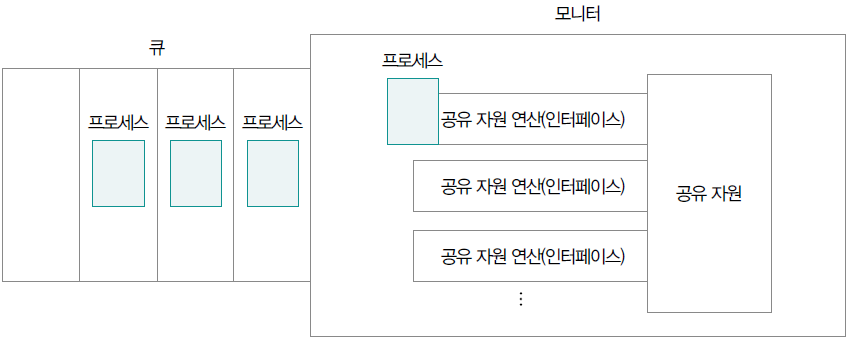 모니터
큐
프로세스
프로세스 프로세스 프로세스
공유 자원 연산(인터페이스)
공유 자원 연산(인터페이스)
공유 자원
공유 자원 연산(인터페이스)
⋮